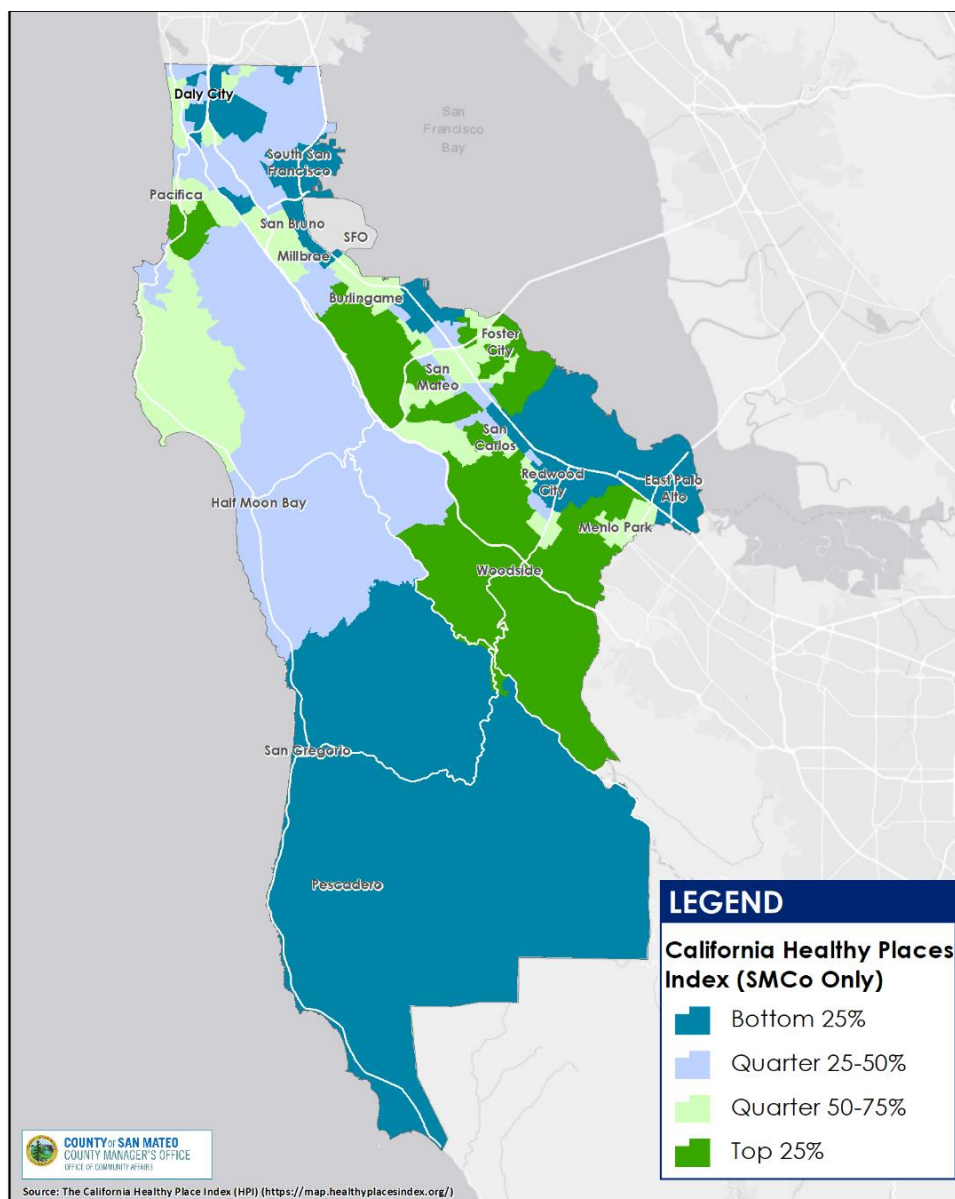 San
Francisco
Bay
Daly City
South San
Francisco
Pacifica
San Bruno
SFO
Millbrae
Burlingame
Foster
City
San
Mateo
San
Carlos
Redwood
City
East Palo
Alto
Half Moon Bay
Menlo Park
Woodside
San Gregorio
Pescadero
LEGEND
California Healthy Places
Index (SMCo Only)
Bottom 25%
Quarter 25-50%
Quarter 50-75%
Top 25%
COUNTY OF SAN MATEO
COUNTY MANAGER'S OFFICE
OFFICE OF COMMUNITY AFFAIRS
Source: The California Healthy Place Index (HPI) (https://map.healthyplacesindex.org/)